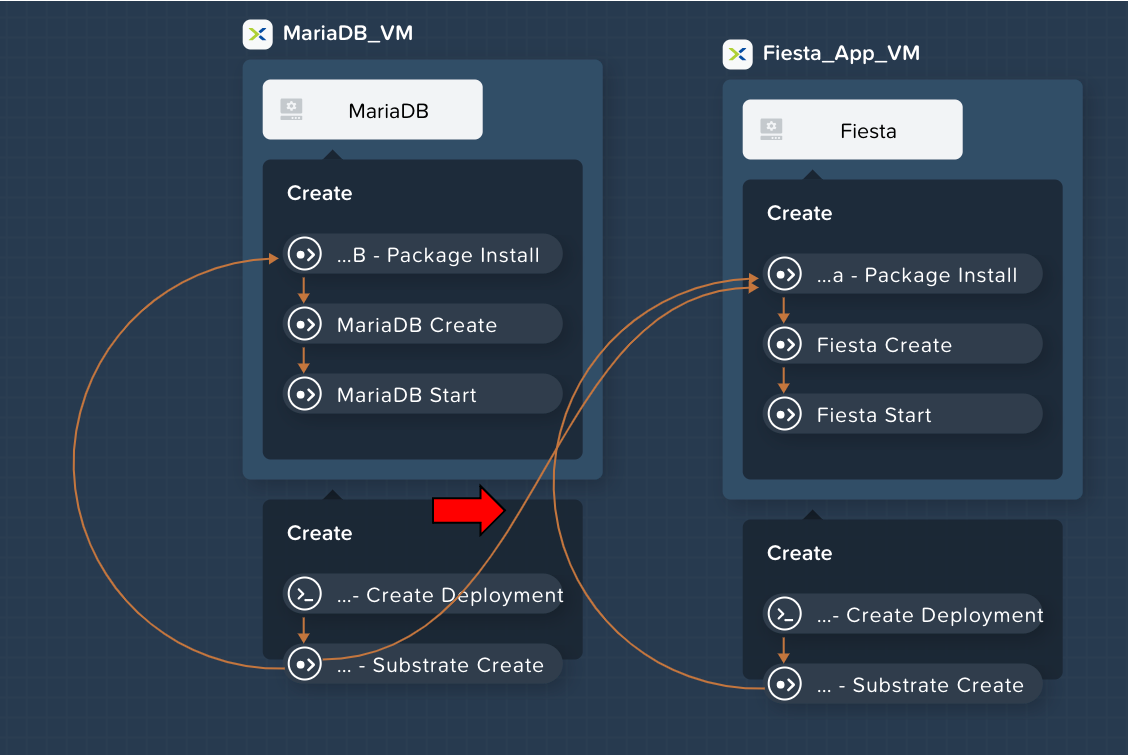 MariaDB_VM
MariaDB
Create
...B - Package Install
MariaDB Create
MariaDB Start
Create
...- Create Deployment
... - Substrate Create
Fiesta_App_VM
Fiesta
Create
...a - Package Install
Fiesta Create
Fiesta Start
Create
...- Create Deployment
... - Substrate Create